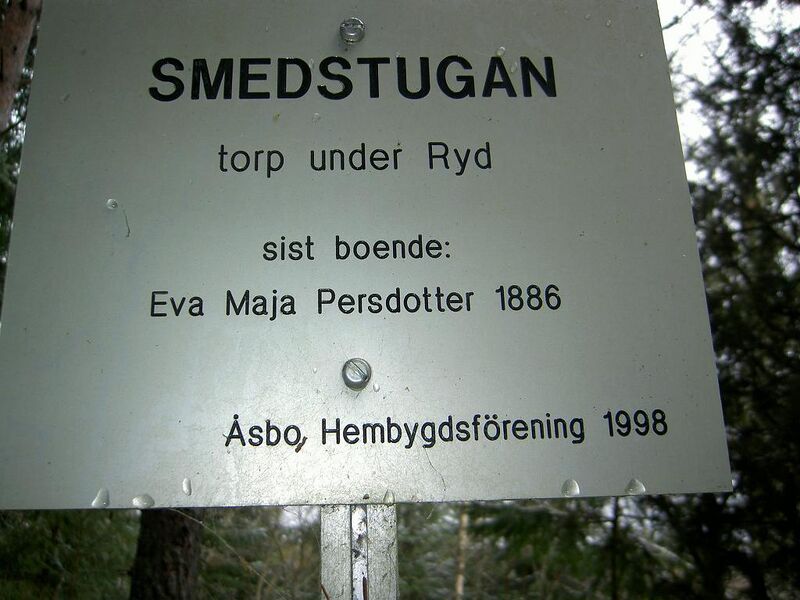 SMEDSTUGAN
torp under Ryd
sist boende:
Eva Maja Persdotter 1886
Åsbo, Hembygdsförening 1998